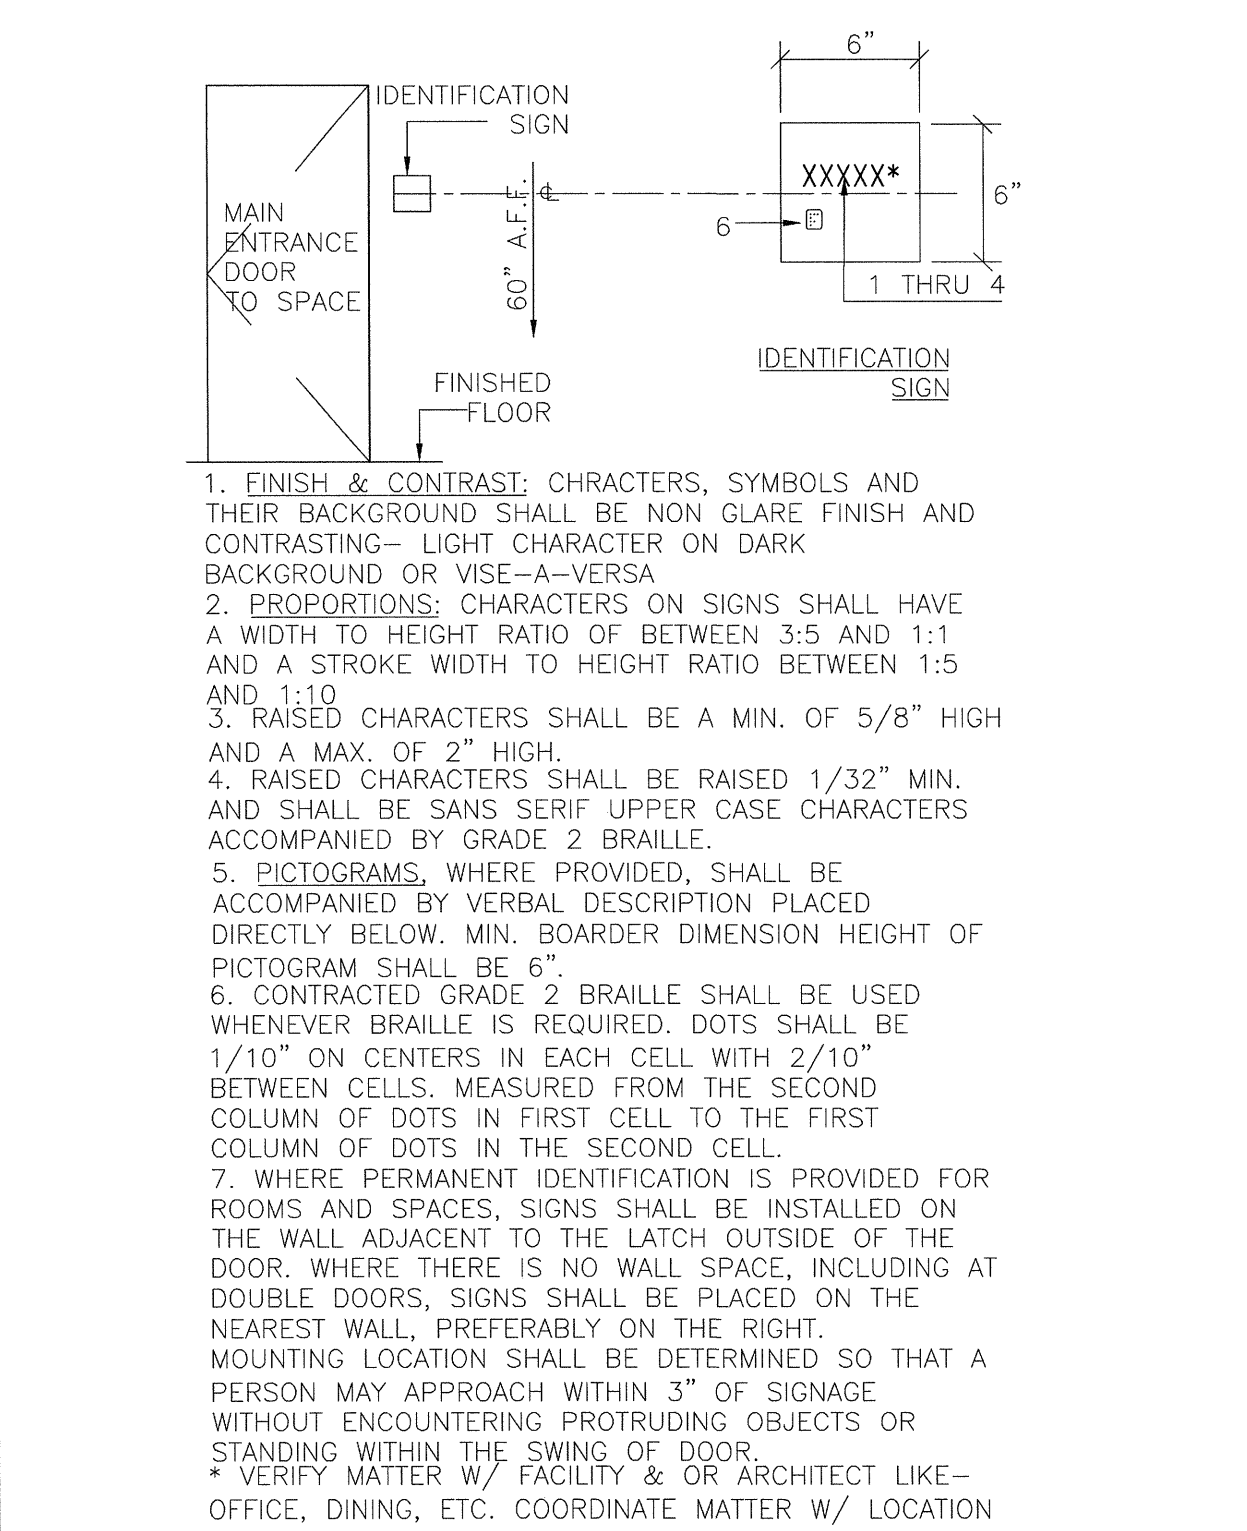 6"
IDENTIFICATION
SIGN
XXXXX*
6"
MAIN
ENTRANCE
DOOR
TO SPACE
60" A.F.F.
℄
6
1 THRU 4
IDENTIFICATION
SIGN
FINISHED
FLOOR
1. FINISH & CONTRAST: CHRACTERS, SYMBOLS AND
THEIR BACKGROUND SHALL BE NON GLARE FINISH AND
CONTRASTING- LIGHT CHARACTER ON DARK
BACKGROUND OR VISE-A-VERSA
2. PROPORTIONS: CHARACTERS ON SIGNS SHALL HAVE
A WIDTH TO HEIGHT RATIO OF BETWEEN 3:5 AND 1:1
AND A STROKE WIDTH TO HEIGHT RATIO BETWEEN 1:5
AND 1:10
3. RAISED CHARACTERS SHALL BE A MIN. OF 5/8" HIGH
AND A MAX. OF 2" HIGH.
4. RAISED CHARACTERS SHALL BE RAISED 1/32" MIN.
AND SHALL BE SANS SERIF UPPER CASE CHARACTERS
ACCOMPANIED BY GRADE 2 BRAILLE.
5. PICTOGRAMS, WHERE PROVIDED, SHALL BE
ACCOMPANIED BY VERBAL DESCRIPTION PLACED
DIRECTLY BELOW. MIN. BOARDER DIMENSION HEIGHT OF
PICTOGRAM SHALL BE 6".
6. CONTRACTED GRADE 2 BRAILLE SHALL BE USED
WHENEVER BRAILLE IS REQUIRED. DOTS SHALL BE
1/10" ON CENTERS IN EACH CELL WITH 2/10"
BETWEEN CELLS. MEASURED FROM THE SECOND
COLUMN OF DOTS IN FIRST CELL TO THE FIRST
COLUMN OF DOTS IN THE SECOND CELL.
7. WHERE PERMANENT IDENTIFICATION IS PROVIDED FOR
ROOMS AND SPACES, SIGNS SHALL BE INSTALLED ON
THE WALL ADJACENT TO THE LATCH OUTSIDE OF THE
DOOR. WHERE THERE IS NO WALL SPACE, INCLUDING AT
DOUBLE DOORS, SIGNS SHALL BE PLACED ON THE
NEAREST WALL, PREFERABLY ON THE RIGHT.
MOUNTING LOCATION SHALL BE DETERMINED SO THAT A
PERSON MAY APPROACH WITHIN 3" OF SIGNAGE
WITHOUT ENCOUNTERING PROTRUDING OBJECTS OR
STANDING WITHIN THE SWING OF DOOR.
* VERIFY MATTER W/ FACILITY & OR ARCHITECT LIKE-
OFFICE, DINING, ETC. COORDINATE MATTER W/ LOCATION